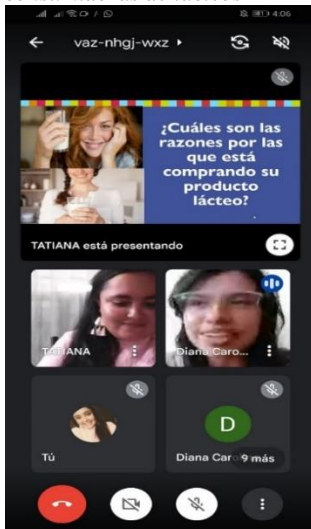 4:06
vaz-nhgj-wxz
¿Cuáles son las
razones por las
que está
comprando su
producto
lácteo?
TATIANA está presentando
TATIANA
Diana Caro...
Tú
D
Diana Car
9 más